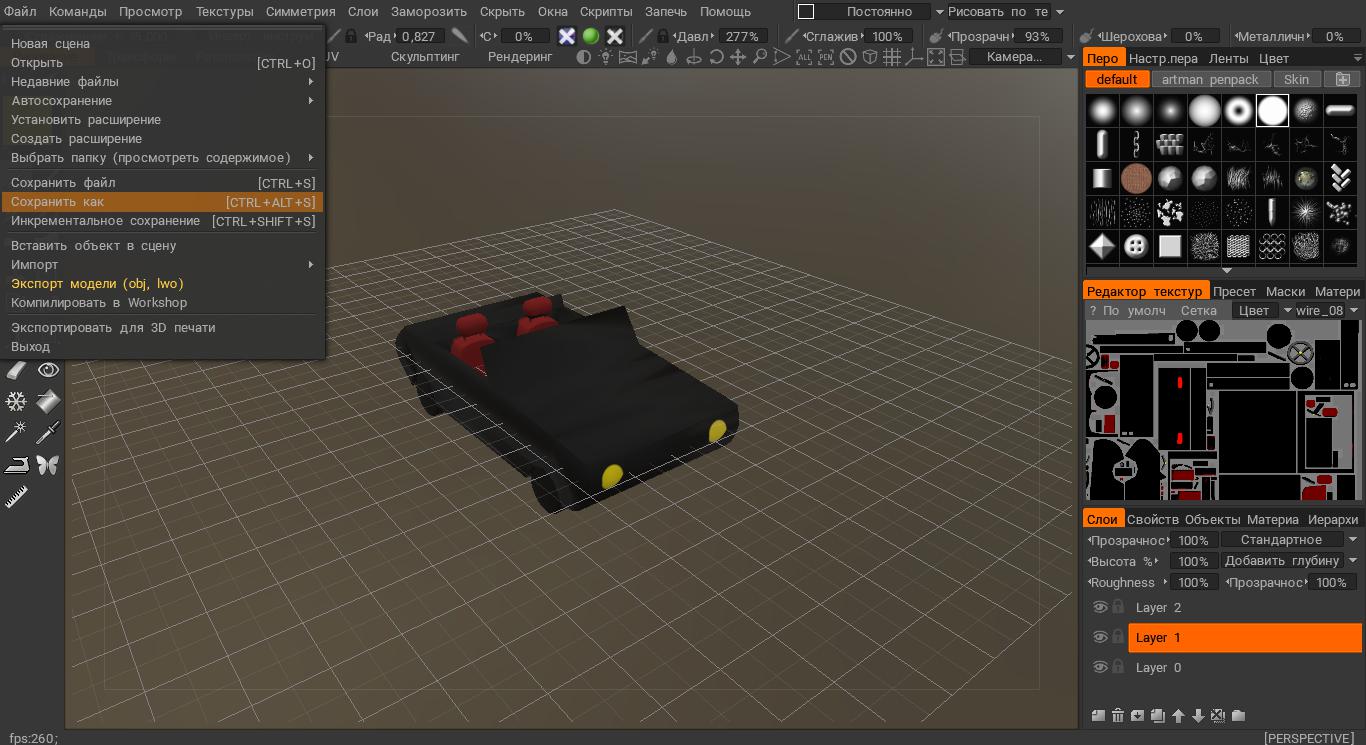 Файл Команды Просмотр Текстуры Симметрия Слои Заморозить Скрыть Окна Скрипты Запечь Помощь Постоянно Рисовать по те
Рад 0,827 С 0% Давл 277% Сглажив 100% Прозрачн 93% Шерохова 0% Металличн 0%
UV Скульптинг Рендеринг Камера...
Новая сцена
Открыть [CTRL+O]
Недавние файлы
Автосохранение
Установить расширение
Создать расширение
Выбрать папку (просмотреть содержимое)
Сохранить файл [CTRL+S]
Сохранить как [CTRL+ALT+S]
Инкрементальное сохранение [CTRL+SHIFT+S]
Вставить объект в сцену
Импорт
Экспорт модели (obj, lwo)
Компилировать в Workshop
Экспортировать для 3D печати
Выход
Перо Настр.пера Ленты Цвет
default artman penpack Skin
Редактор текстур Пресет Маски Матери
? По умолч Сетка Цвет wire_08
Слои Свойств Объекты Материа Иерархи
Прозрачнос 100% Стандартное
Высота % 100% Добавить глубину
Roughness 100% Прозрачнос 100%
Layer 2
Layer 1
Layer 0
fps:260; [PERSPECTIVE]